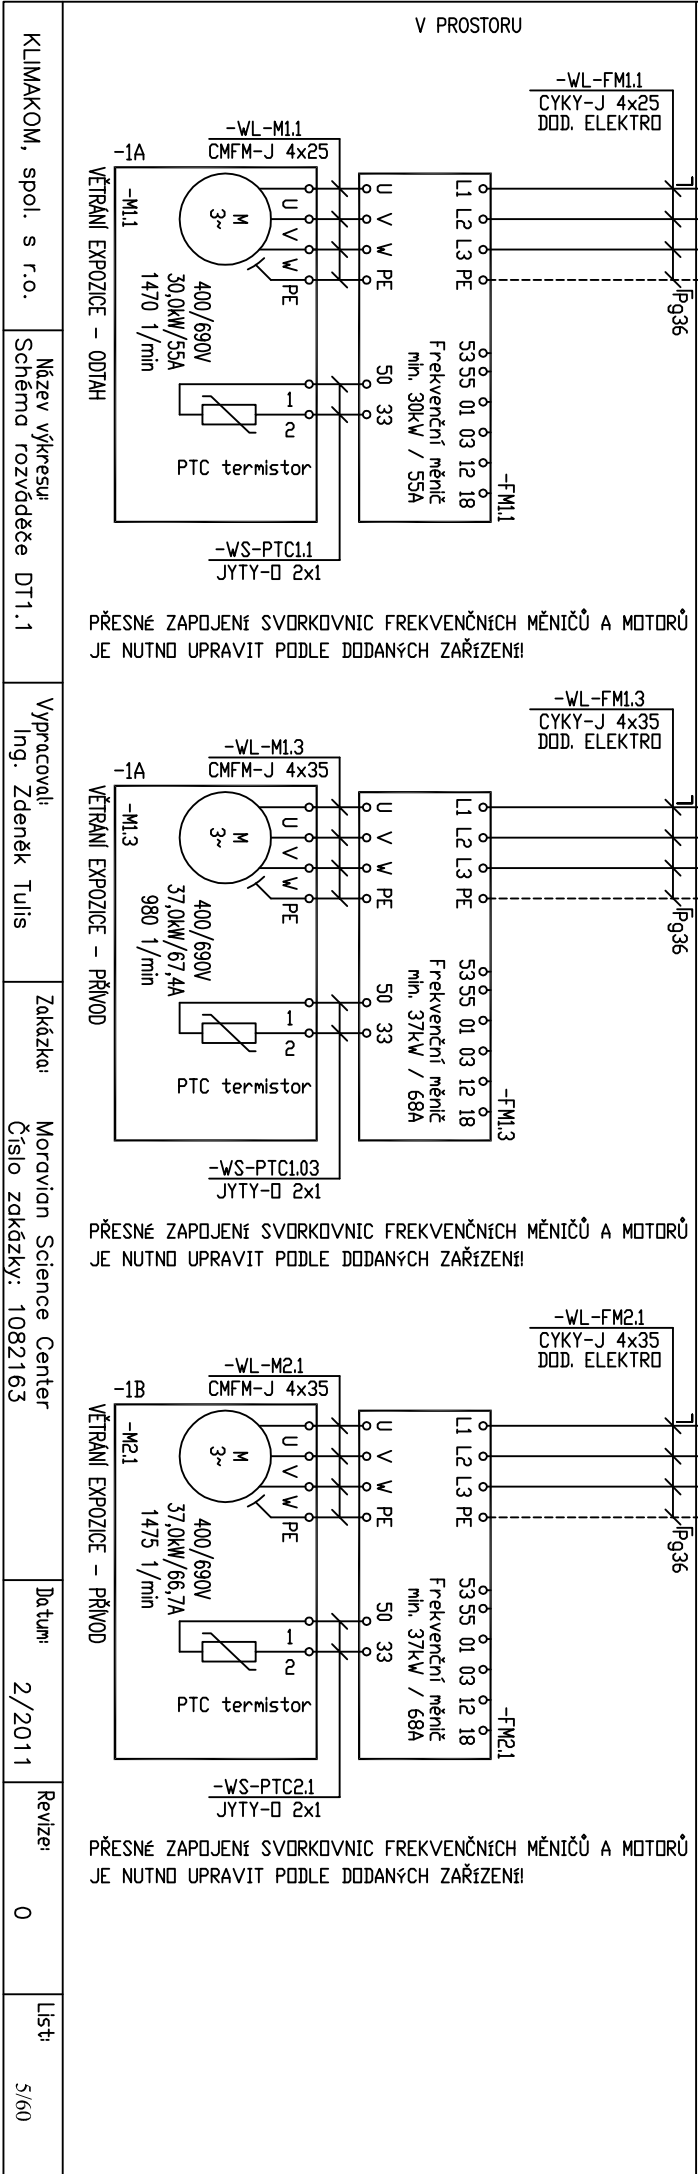 V PROSTORU
-WL-FM1.1
CYKY-J 4x25
DOD. ELEKTRO
-WL-M1.1
CMFM-J 4x25
Pg36
L1 L2 L3 PE
53 55 01 03 12 18
-FM1.1
Frekvenční měnič
min. 30kW / 55A
U V W PE
50 33
-1A
-M1.1
M
3~
U V W PE
400/690V
30,0kW/55A
1470 1/min
1
2
PTC termistor
VĚTRÁNÍ EXPOZICE - ODTAH
-WS-PTC1.1
JYTY-O 2x1
PŘESNÉ ZAPOJENÍ SVORKOVNIC FREKVENČNÍCH MĚNIČŮ A MOTORŮ
JE NUTNO UPRAVIT PODLE DODANÝCH ZAŘÍZENÍ!
-WL-FM1.3
CYKY-J 4x35
DOD. ELEKTRO
-WL-M1.3
CMFM-J 4x35
Pg36
L1 L2 L3 PE
53 55 01 03 12 18
-FM1.3
Frekvenční měnič
min. 37kW / 68A
U V W PE
50 33
-1A
-M1.3
M
3~
U V W PE
400/690V
37,0kW/67,4A
980 1/min
1
2
PTC termistor
VĚTRÁNÍ EXPOZICE - PŘÍVOD
-WS-PTC1.03
JYTY-O 2x1
PŘESNÉ ZAPOJENÍ SVORKOVNIC FREKVENČNÍCH MĚNIČŮ A MOTORŮ
JE NUTNO UPRAVIT PODLE DODANÝCH ZAŘÍZENÍ!
-WL-FM2.1
CYKY-J 4x35
DOD. ELEKTRO
-WL-M2.1
CMFM-J 4x35
Pg36
L1 L2 L3 PE
53 55 01 03 12 18
-FM2.1
Frekvenční měnič
min. 37kW / 68A
U V W PE
50 33
-1B
-M2.1
M
3~
U V W PE
400/690V
37,0kW/66,7A
1475 1/min
1
2
PTC termistor
VĚTRÁNÍ EXPOZICE - PŘÍVOD
-WS-PTC2.1
JYTY-O 2x1
PŘESNÉ ZAPOJENÍ SVORKOVNIC FREKVENČNÍCH MĚNIČŮ A MOTORŮ
JE NUTNO UPRAVIT PODLE DODANÝCH ZAŘÍZENÍ!
KLIMAKOM, spol. s r.o.
Název výkresu:
Schéma rozváděče DT1.1
Vypracoval:
Ing. Zdeněk Tulis
Zakázka: Moravian Science Center
Číslo zakázky: 1082163
Datum:
2/2011
Revize:
0
List:
5/60